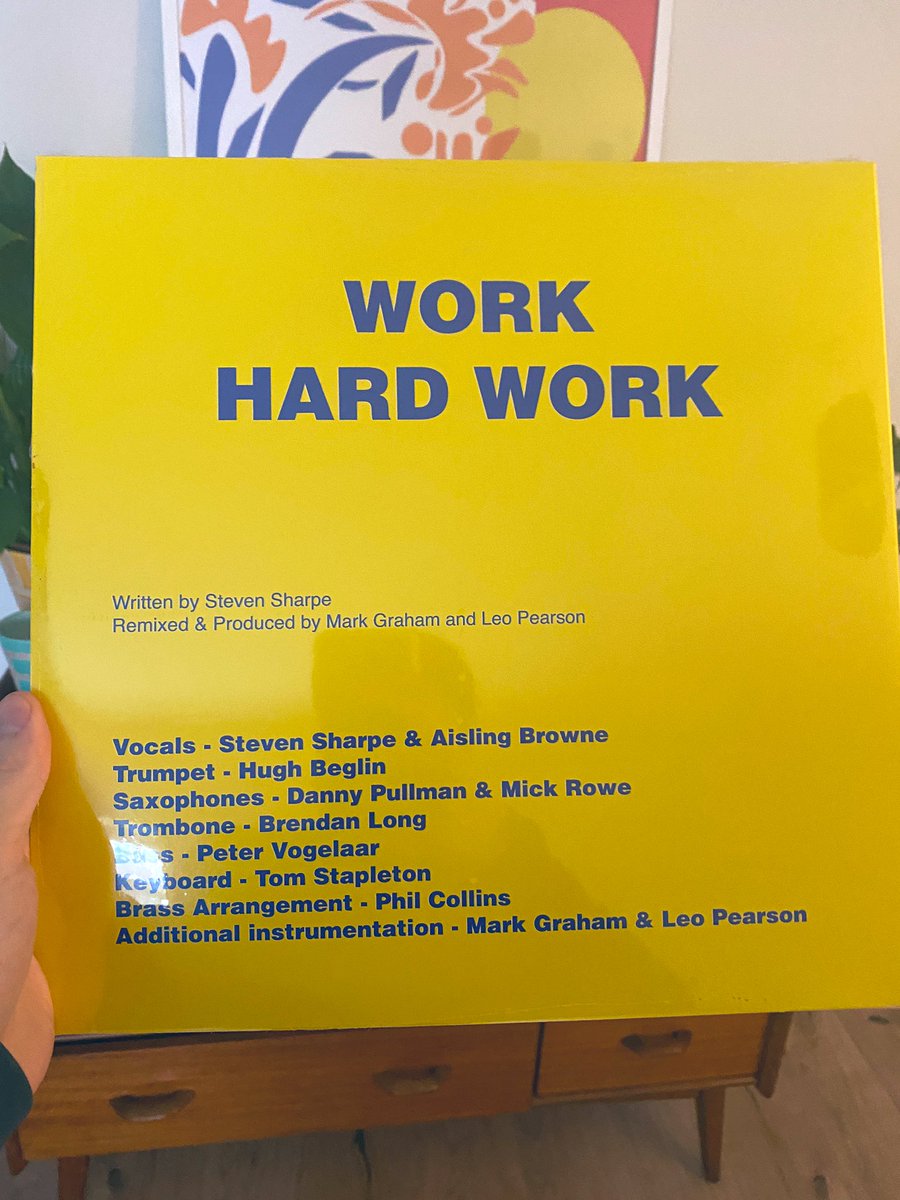 WORK
HARD WORK
Written by Steven Sharpe
Remixed & Produced by Mark Graham and Leo Pearson
Vocals - Steven Sharpe & Aisling Browne
Trumpet - Hugh Beglin
Saxophones - Danny Pullman & Mick Rowe
Trombone - Brendan Long
Bass - Peter Vogelaar
Keyboard - Tom Stapleton
Brass Arrangement - Phil Collins
Additional instrumentation - Mark Graham & Leo Pearson